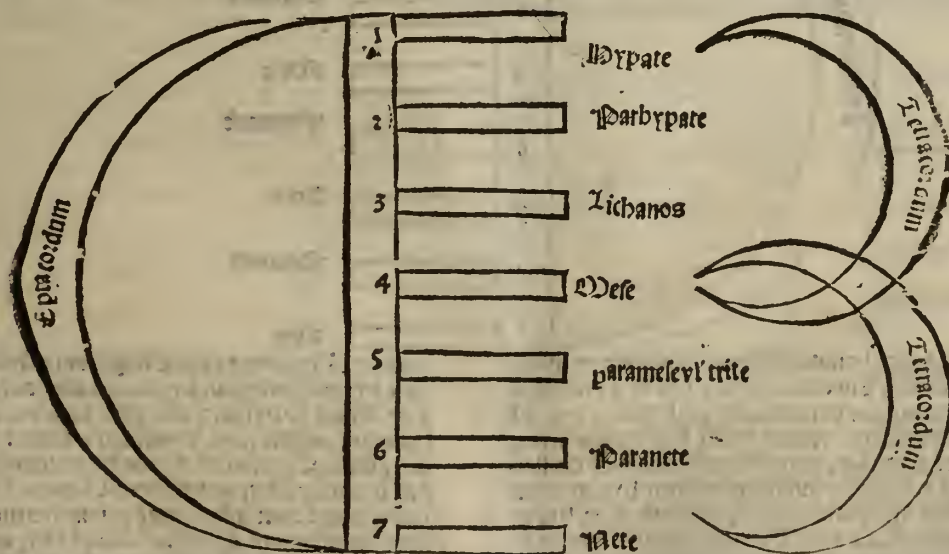 Eptacordum
1 Hypate
2 Parhypate
3 Lichanos
4 Mese
5 paramese vl' trite
6 Paranete
7 Nete
Tetracordum
Tetracordum